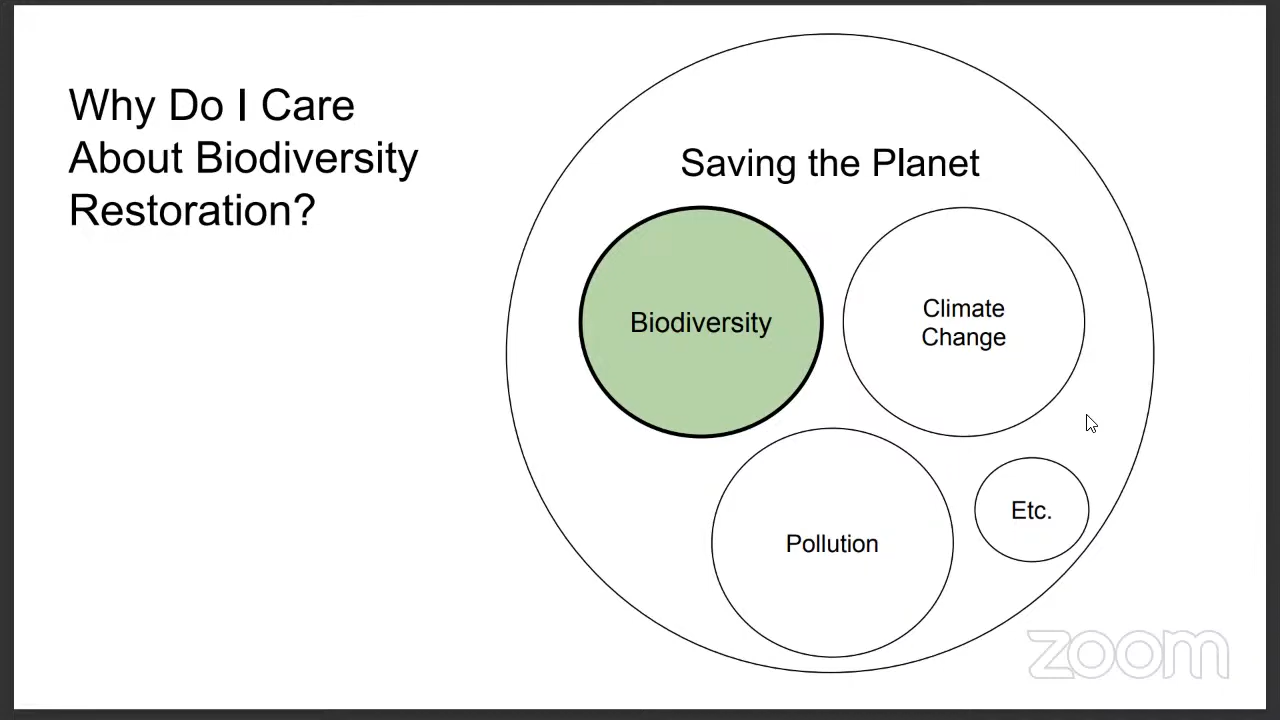 Why Do I Care
About Biodiversity
Restoration?
Saving the Planet
Biodiversity
Climate
Change
Pollution
Etc.
zoom